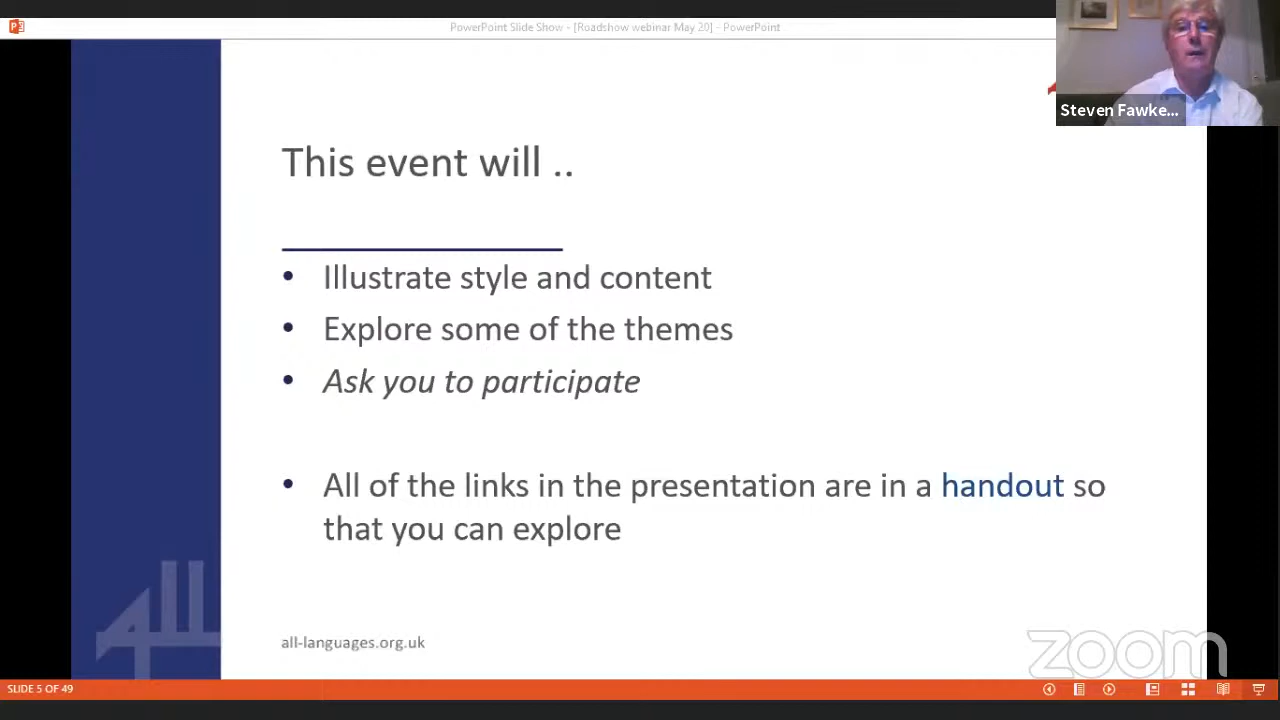 PowerPoint Slide Show - [Roadshow webinar May 20] - PowerPoint
Steven Fawke...
This event will ..
• Illustrate style and content
• Explore some of the themes
• Ask you to participate
• All of the links in the presentation are in a handout so
that you can explore
all-languages.org.uk
zoom
SLIDE 5 OF 49